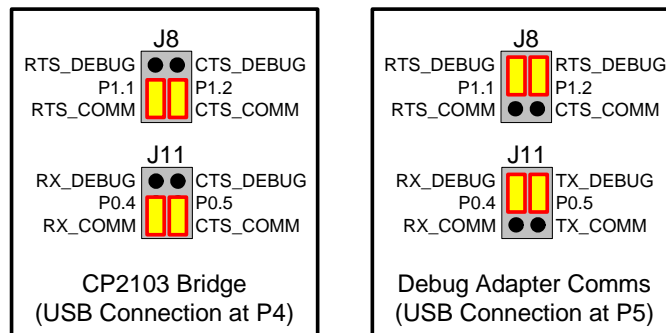 J8
RTS_DEBUG CTS_DEBUG
P1.1 P1.2
RTS_COMM CTS_COMM
J11
RX_DEBUG CTS_DEBUG
P0.4 P0.5
RX_COMM CTS_COMM
CP2103 Bridge
(USB Connection at P4)
J8
RTS_DEBUG RTS_DEBUG
P1.1 P1.2
RTS_COMM CTS_COMM
J11
RX_DEBUG TX_DEBUG
P0.4 P0.5
RX_COMM TX_COMM
Debug Adapter Comms
(USB Connection at P5)